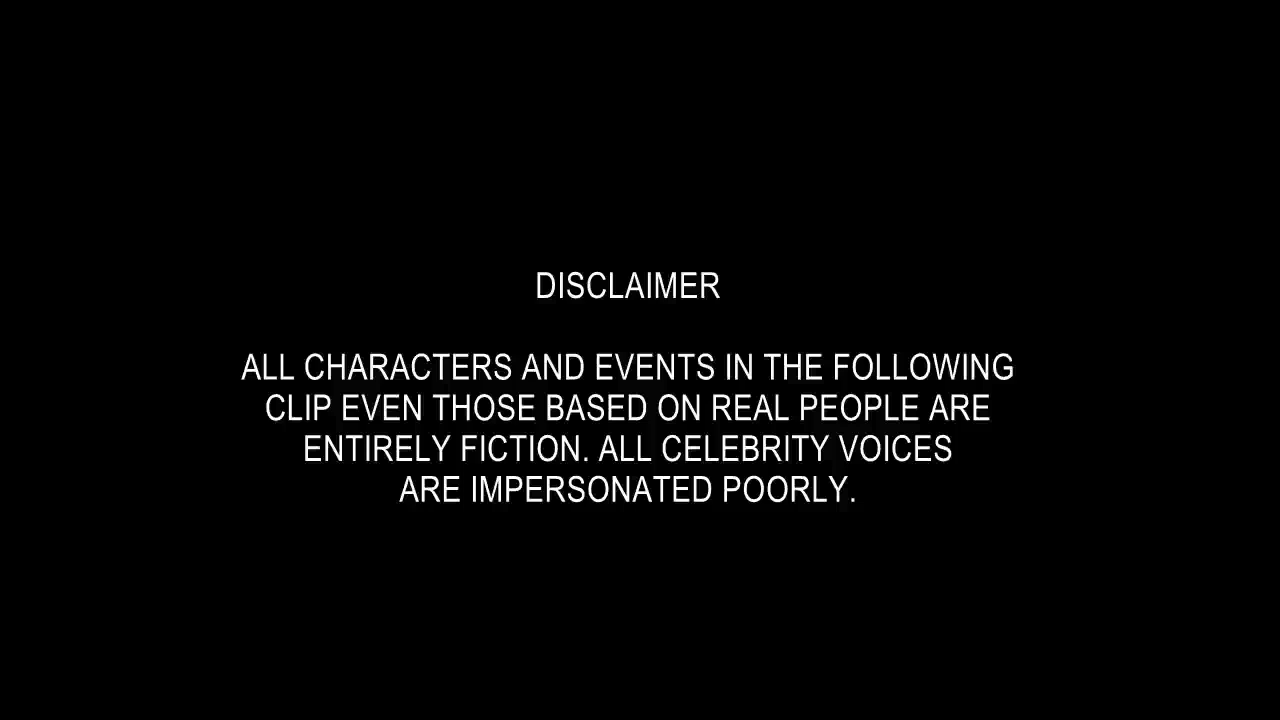 DISCLAIMER
ALL CHARACTERS AND EVENTS IN THE FOLLOWING
CLIP EVEN THOSE BASED ON REAL PEOPLE ARE
ENTIRELY FICTION. ALL CELEBRITY VOICES
ARE IMPERSONATED POORLY.